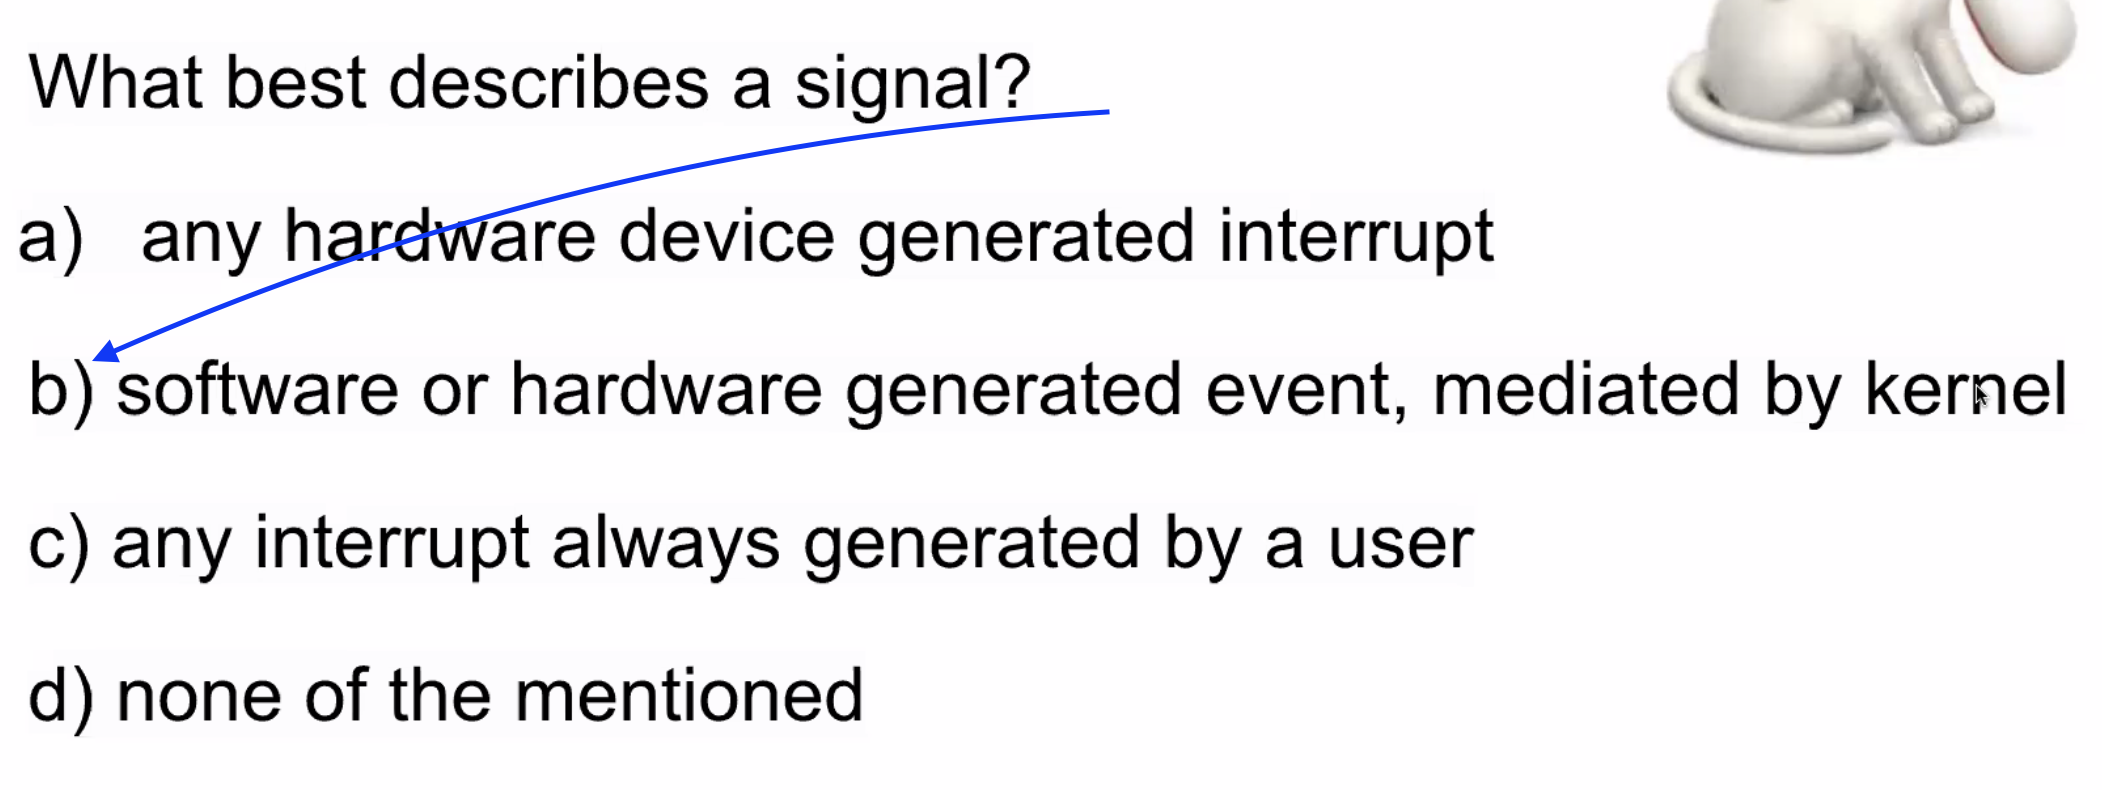 What best describes a signal?
a) any hardware device generated interrupt
b) software or hardware generated event, mediated by kernel
c) any interrupt always generated by a user
d) none of the mentioned